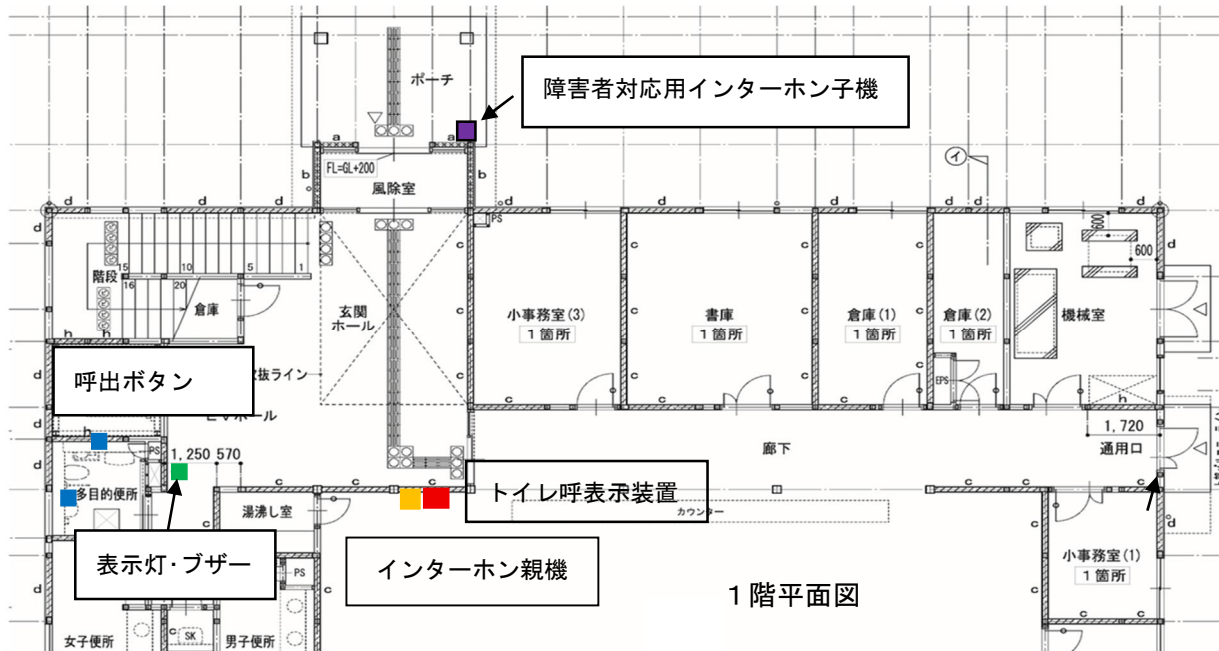 ポーチ
障害者対応用インターホン子機
a
a
FL=GL+200
b
b
風除室
イ
d
d
d
d
d
d
d
PS
600
600
階段
15
10
5
1
16
20
倉庫
玄関
ホール
小事務室(3)
1箇所
書庫
1箇所
倉庫(1)
1箇所
倉庫(2)
1箇所
機械室
EPS
h
h
h
呼出ボタン
抜ライン
ホール
h
PS
1,250
570
多目的便所
廊下
1,720
通用口
c
c
c
c
湯沸し室
トイレ呼表示装置
カウンター
表示灯・ブザー
インターホン親機
小事務室(1)
1箇所
PS
1階平面図
女子便所
SK
男子便所